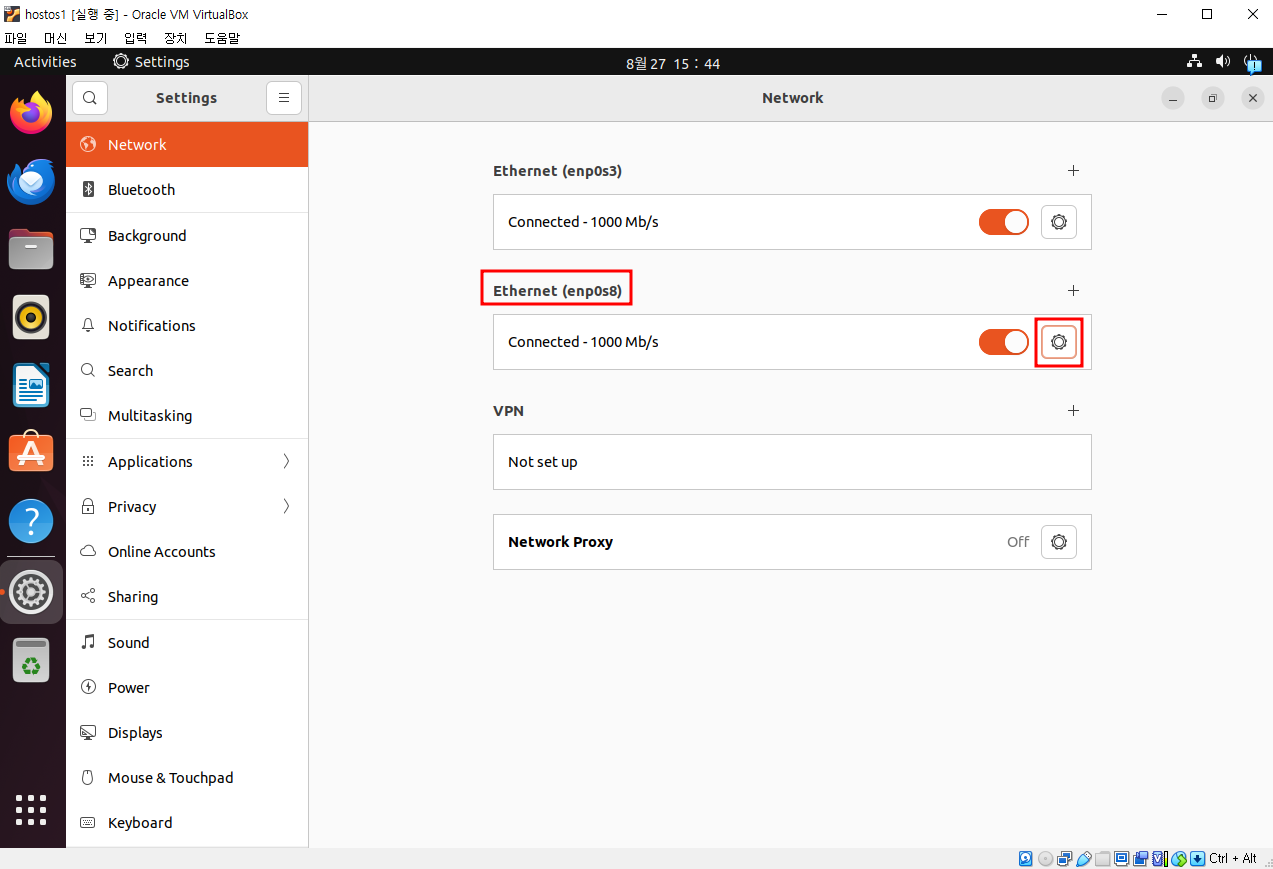 hostos1 [실행 중] - Oracle VM VirtualBox
파일 머신 보기 입력 장치 도움말
Activities Settings 8월 27 15 : 44
Settings Network
Network
Bluetooth
Background
Appearance
Notifications
Search
Multitasking
Applications
Privacy
Online Accounts
Sharing
Sound
Power
Displays
Mouse & Touchpad
Keyboard
Ethernet (enp0s3)
Connected - 1000 Mb/s
Ethernet (enp0s8)
Connected - 1000 Mb/s
VPN
Not set up
Network Proxy Off
Ctrl + Alt